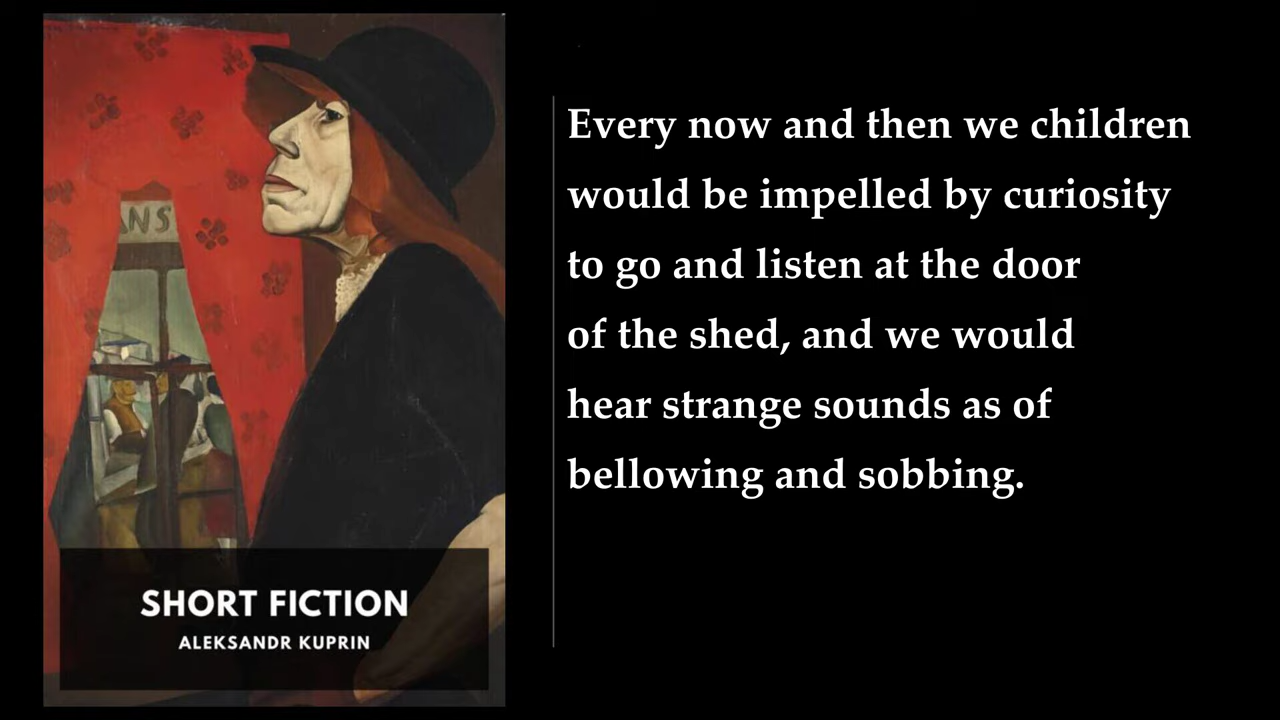 ANS
SHORT FICTION
ALEKSANDR KUPRIN
Every now and then we children
would be impelled by curiosity
to go and listen at the door
of the shed, and we would
hear strange sounds as of
bellowing and sobbing.